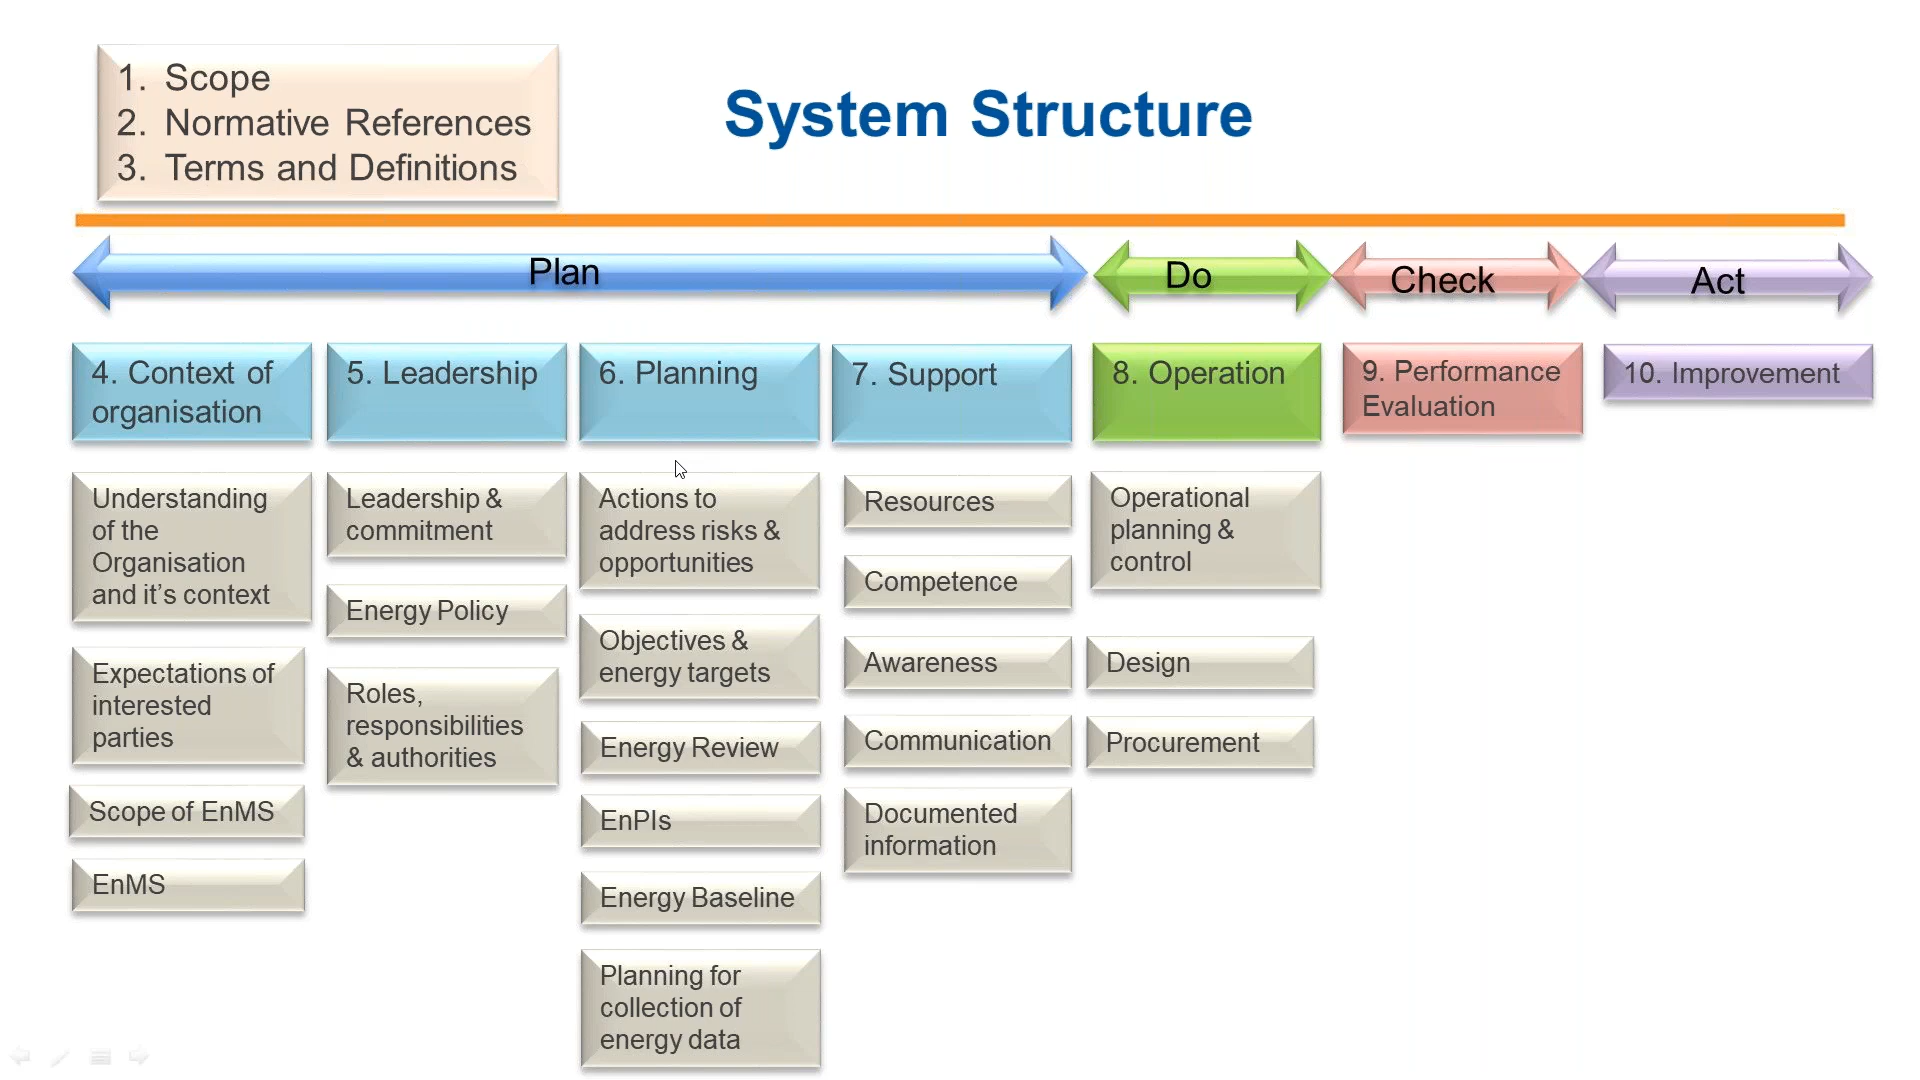 1. Scope
2. Normative References
3. Terms and Definitions
System Structure
Plan
Do
Check
Act
4. Context of
organisation
5. Leadership
6. Planning
7. Support
8. Operation
9. Performance
Evaluation
10. Improvement
Understanding
of the
Organisation
and it's context
Expectations of
interested
parties
Scope of EnMS
EnMS
Leadership &
commitment
Energy Policy
Roles,
responsibilities
& authorities
Actions to
address risks &
opportunities
Objectives &
energy targets
Energy Review
EnPIs
Energy Baseline
Planning for
collection of
energy data
Resources
Competence
Awareness
Communication
Documented
information
Operational
planning &
control
Design
Procurement